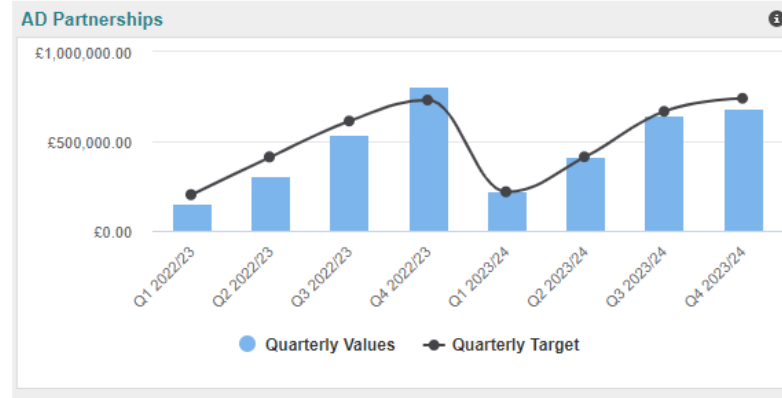 AD Partnerships
£1,000,000.00
£500,000.00
£0.00
Q1 2022/23
Q2 2022/23
Q3 2022/23
Q4 2022/23
Q1 2023/24
Q2 2023/24
Q3 2023/24
Q4 2023/24
Quarterly Values
Quarterly Target